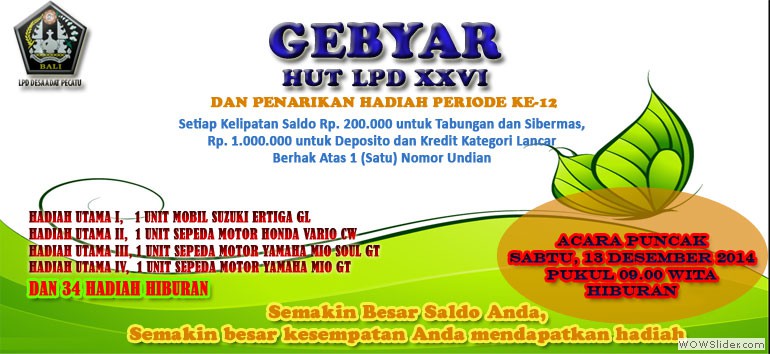 BALI
LPD DESA ADAT PECATU
GEBYAR
HUT LPD XXVI
DAN PENARIKAN HADIAH PERIODE KE-12
Setiap Kelipatan Saldo Rp. 200.000 untuk Tabungan dan Sibermas,
Rp. 1.000.000 untuk Deposito dan Kredit Kategori Lancar
Berhak Atas 1 (Satu) Nomor Undian
HADIAH UTAMA I, 1 UNIT MOBIL SUZUKI ERTIGA GL
HADIAH UTAMA II, 1 UNIT SEPEDA MOTOR HONDA VARIO CW
HADIAH UTAMA III, 1 UNIT SEPEDA MOTOR YAMAHA MIO SOUL GT
HADIAH UTAMA IV, 1 UNIT SEPEDA MOTOR YAMAHA MIO GT
DAN 34 HADIAH HIBURAN
ACARA PUNCAK
SABTU, 13 DESEMBER 2014
PUKUL 09.00 WITA
HIBURAN
Semakin Besar Saldo Anda,
Semakin besar kesempatan Anda mendapatkan hadiah
WOWSlider.com